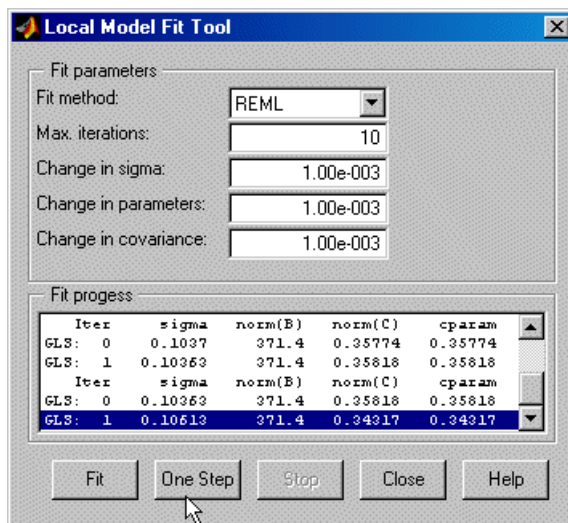 Local Model Fit Tool
Fit parameters
Fit method: REML
Max. iterations: 10
Change in sigma: 1.00e-003
Change in parameters: 1.00e-003
Change in covariance: 1.00e-003
Fit progess
Iter sigma norm(B) norm(C) cparam
GLS: 0 0.1037 371.4 0.35774 0.35774
GLS: 1 0.10363 371.4 0.35818 0.35818
Iter sigma norm(B) norm(C) cparam
GLS: 0 0.10363 371.4 0.35818 0.35818
GLS: 1 0.10613 371.4 0.34317 0.34317
Fit One Step Stop Close Help